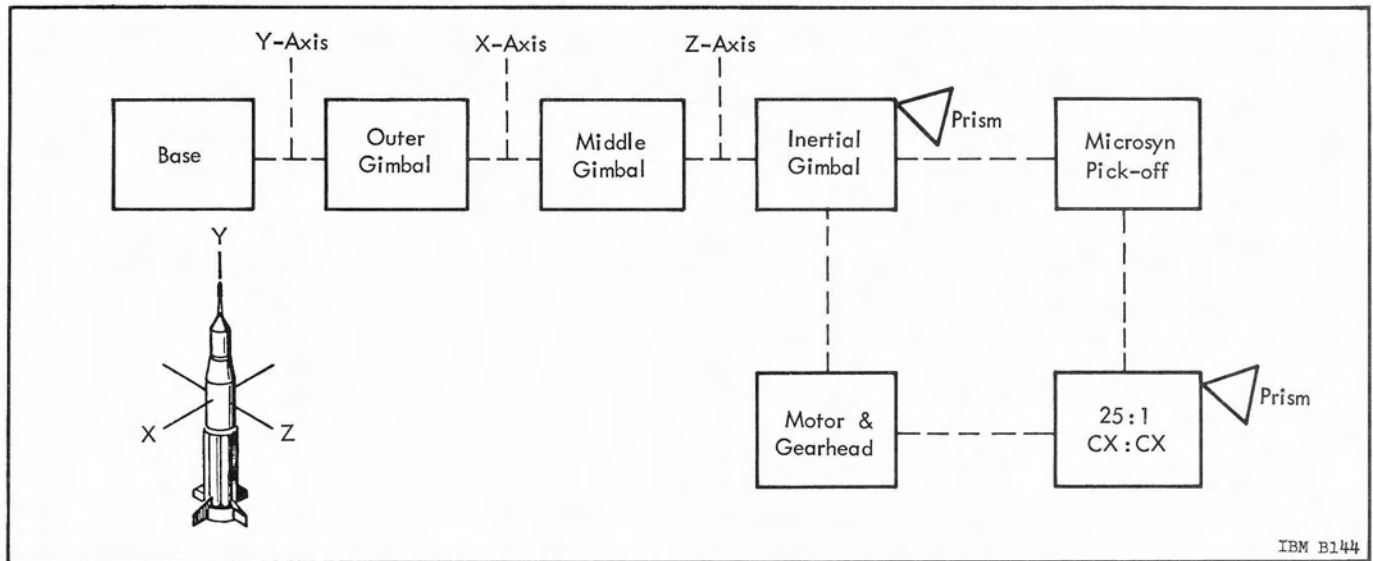 Y-Axis
X-Axis
Z-Axis
Base
Outer
Gimbal
Middle
Gimbal
Inertial
Gimbal
Prism
Microsyn
Pick-off
Y
X
Z
Motor &
Gearhead
25:1
CX:CX
Prism
IBM B144